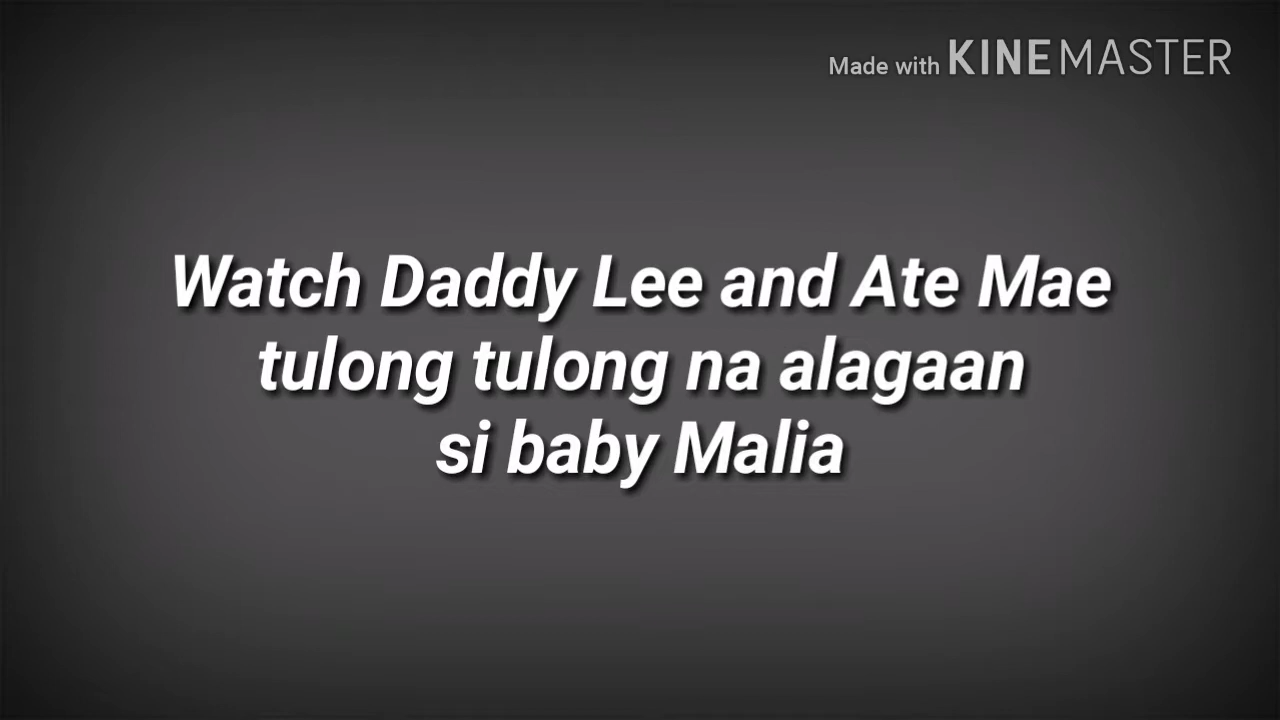 Made with KINEMASTER
Watch Daddy Lee and Ate Mae
tulong tulong na alagaan
si baby Malia